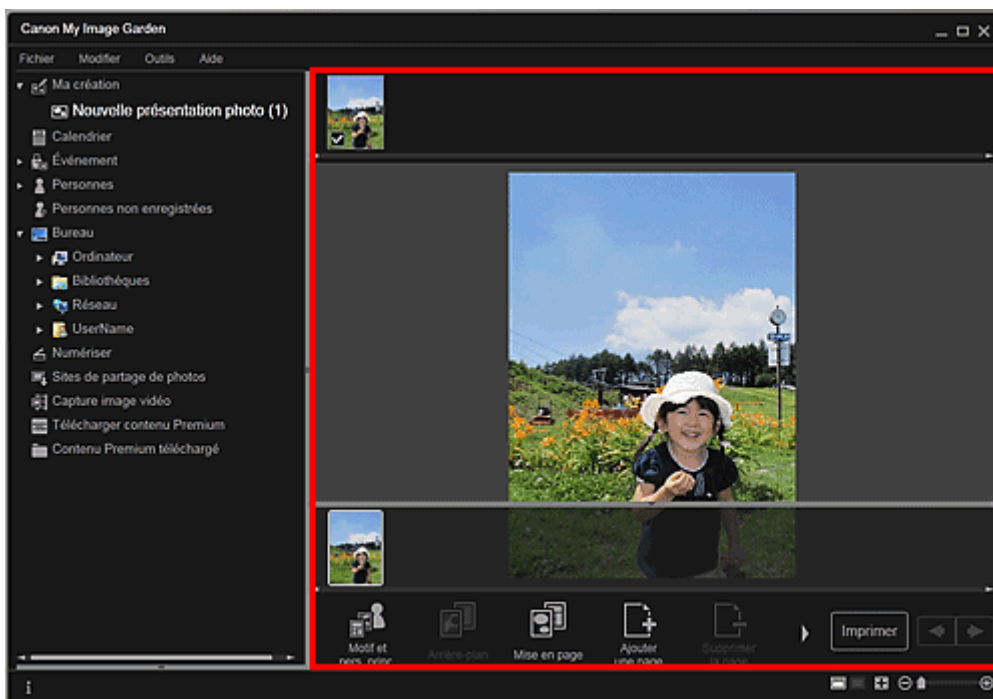 Canon My Image Garden
Fichier Modifier Outils Aide
Ma création
Nouvelle présentation photo (1)
Calendrier
Événement
Personnes
Personnes non enregistrées
Bureau
Ordinateur
Bibliothéques
Réseau
UserName
Numériser
Sites de partage de photos
Capture image vidéo
Télécharger contenu Premium
Contenu Premium téléchargé
Motif et
pers. princ.
Arrière-plan
Mise en page
Ajouter
une page
Supprimer
la page
Imprimer